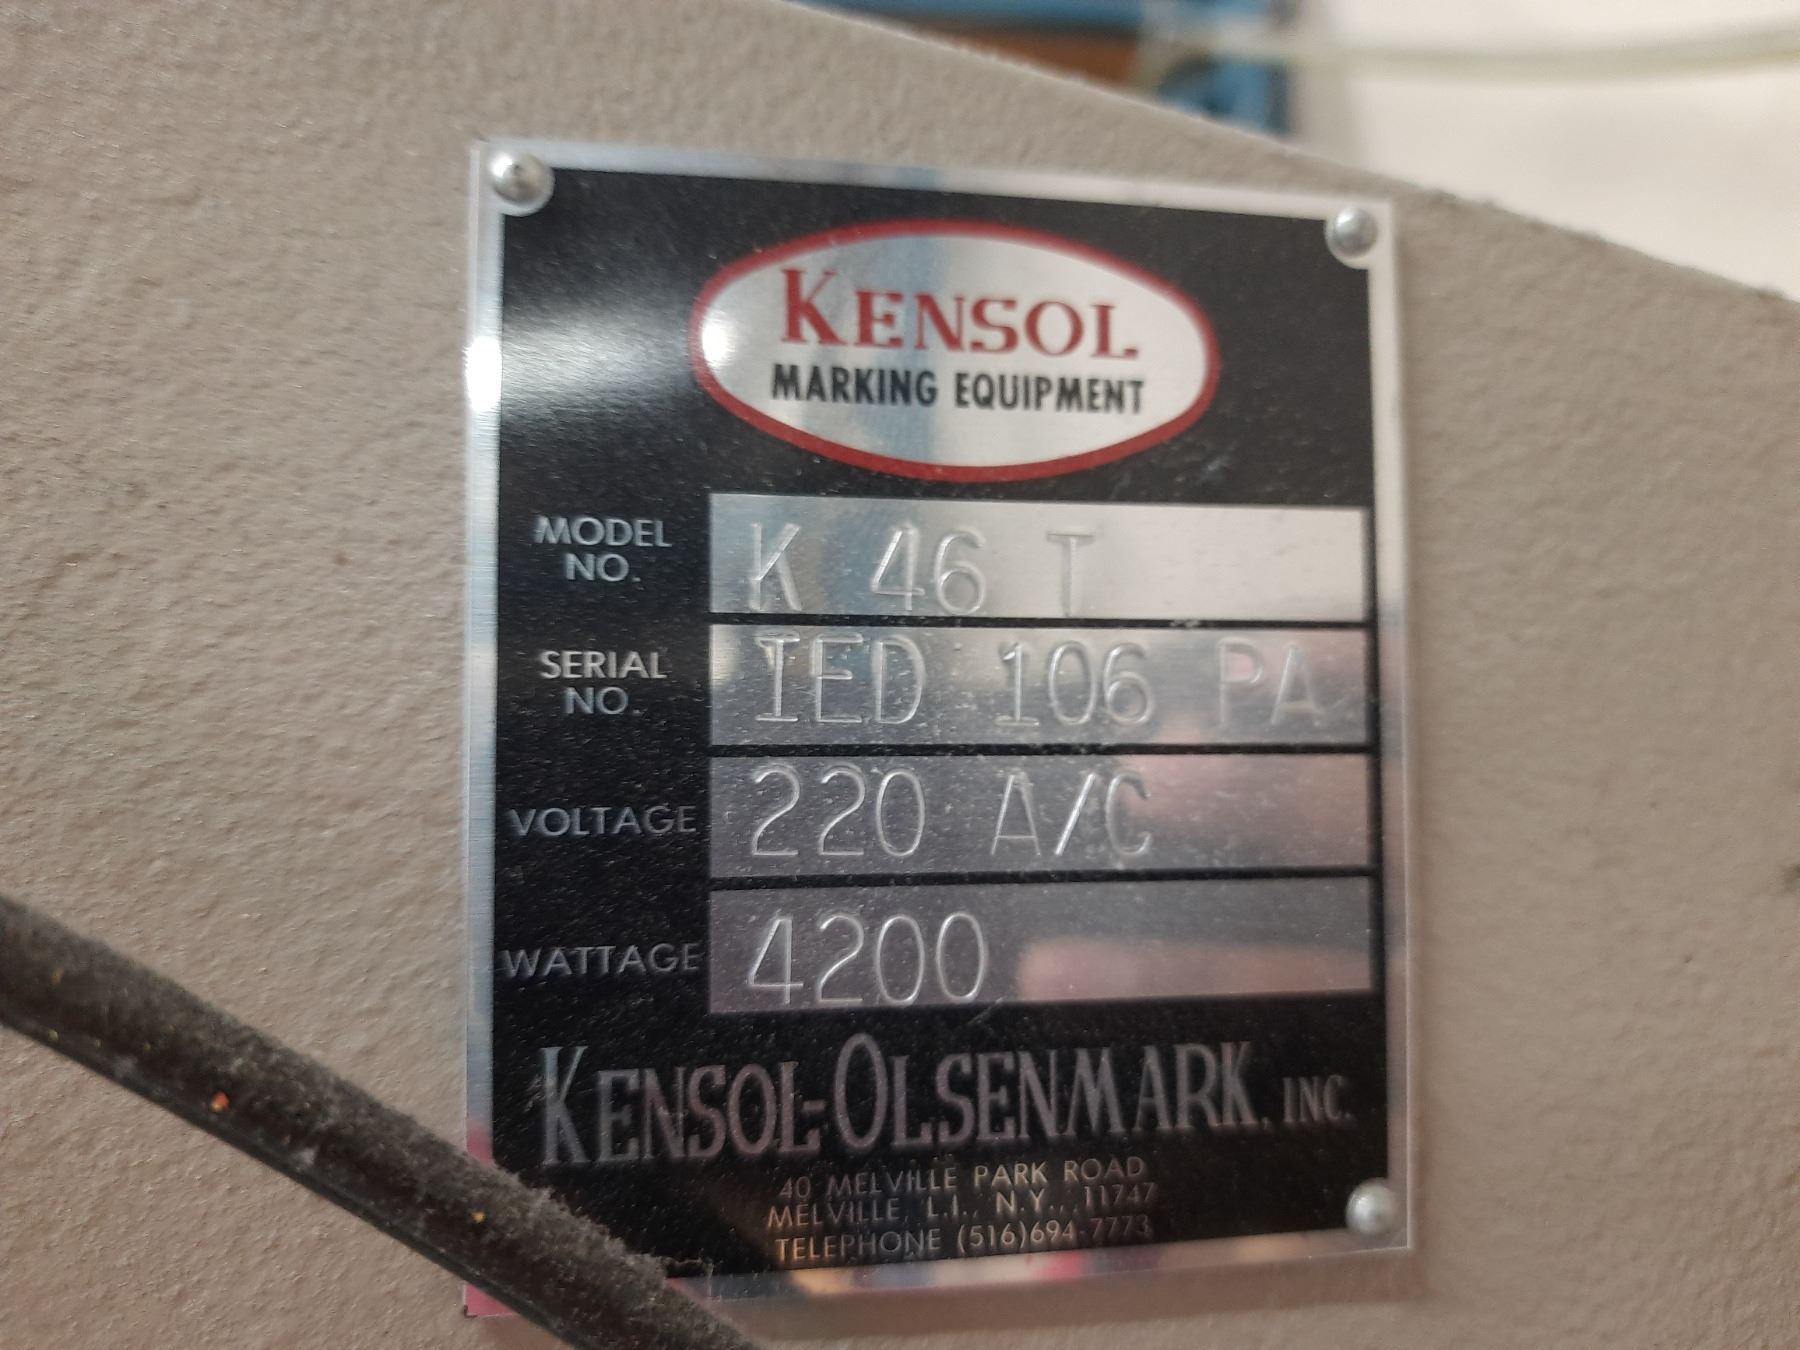 KENSOL
MARKING EQUIPMENT
MODEL NO. K 46 T
SERIAL NO. IED 106 PA
VOLTAGE 220 A/C
WATTAGE 4200
KENSOL-OLSENMARK, INC.
40 MELVILLE PARK ROAD
MELVILLE, L.I., N.Y., 11747
TELEPHONE (516)694-7773